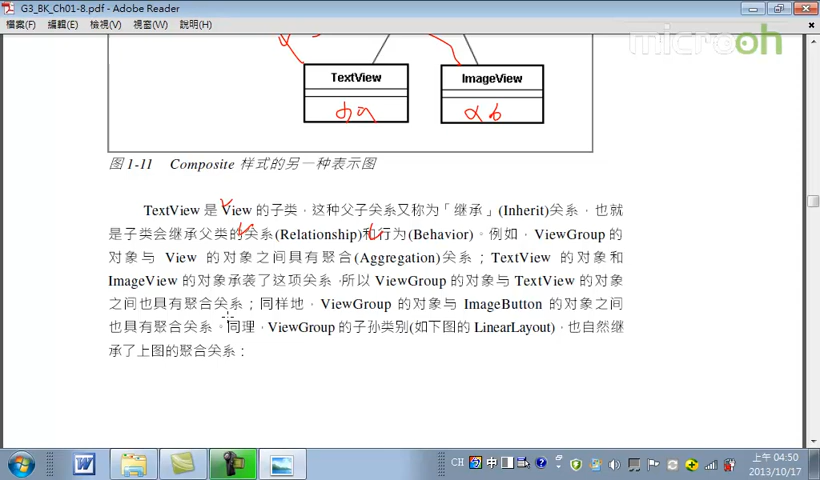 G3_BK_Ch01-8.pdf - Adobe Reader
檔案(F) 編輯(E) 檢視(V) 視窗(W) 說明(H)
microoh
TextView
ImageView
图 1-11 Composite 样式的另一种表示图
TextView 是 View 的子类，这种父子关系又称为「继承」(Inherit)关系，也就
是子类会继承父类的关系(Relationship)和行为(Behavior)。例如，ViewGroup 的
对象与 View 的对象之间具有聚合(Aggregation)关系；TextView 的对象和
ImageView 的对象承袭了这项关系，所以 ViewGroup 的对象与 TextView 的对象
之间也具有聚合关系；同样地，ViewGroup 的对象与 ImageButton 的对象之间
也具有聚合关系。同理，ViewGroup 的子孙类别(如下图的 LinearLayout)，也自然继
承了上图的聚合关系：
CH 中
上午 04:50
2013/10/17